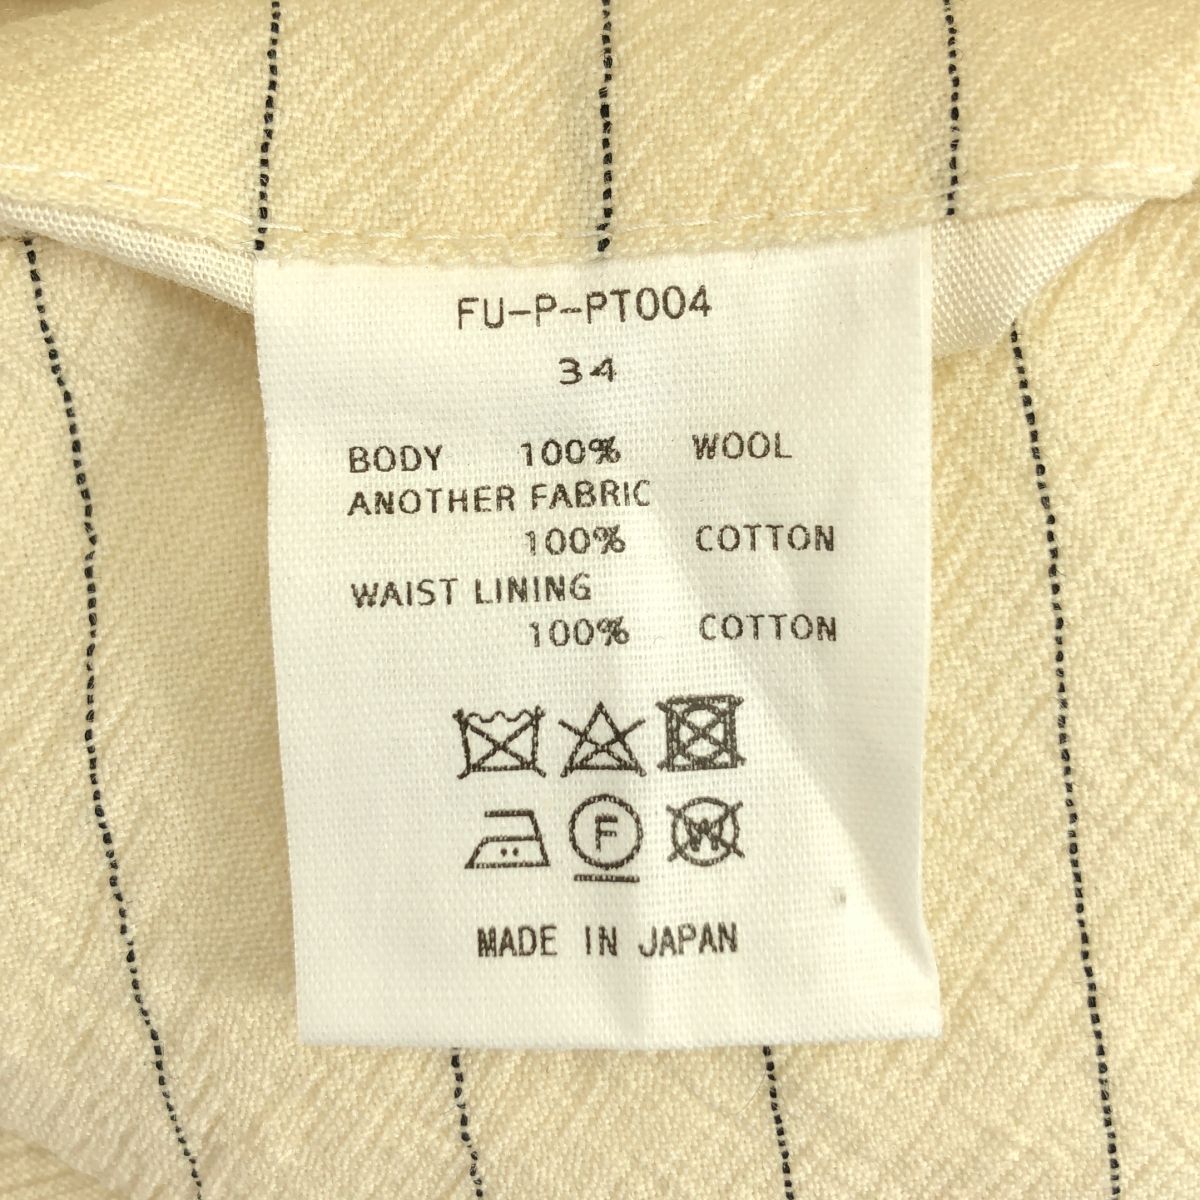 FU-P-PT004
34
BODY 100% WOOL
ANOTHER FABRIC
100% COTTON
WAIST LINING
100% COTTON
F W
MADE IN JAPAN